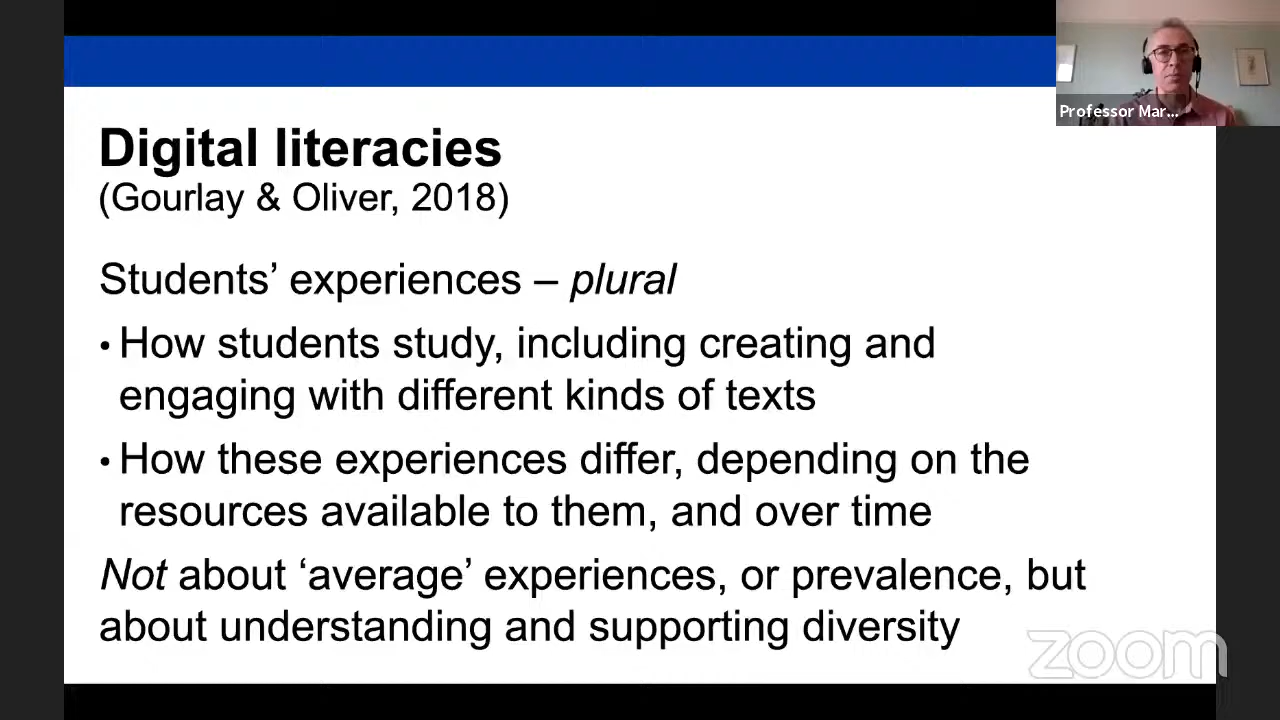 Digital literacies
(Gourlay & Oliver, 2018)
Students’ experiences – plural
• How students study, including creating and
engaging with different kinds of texts
• How these experiences differ, depending on the
resources available to them, and over time
Not about ‘average’ experiences, or prevalence, but
about understanding and supporting diversity
Professor Mar...
zoom